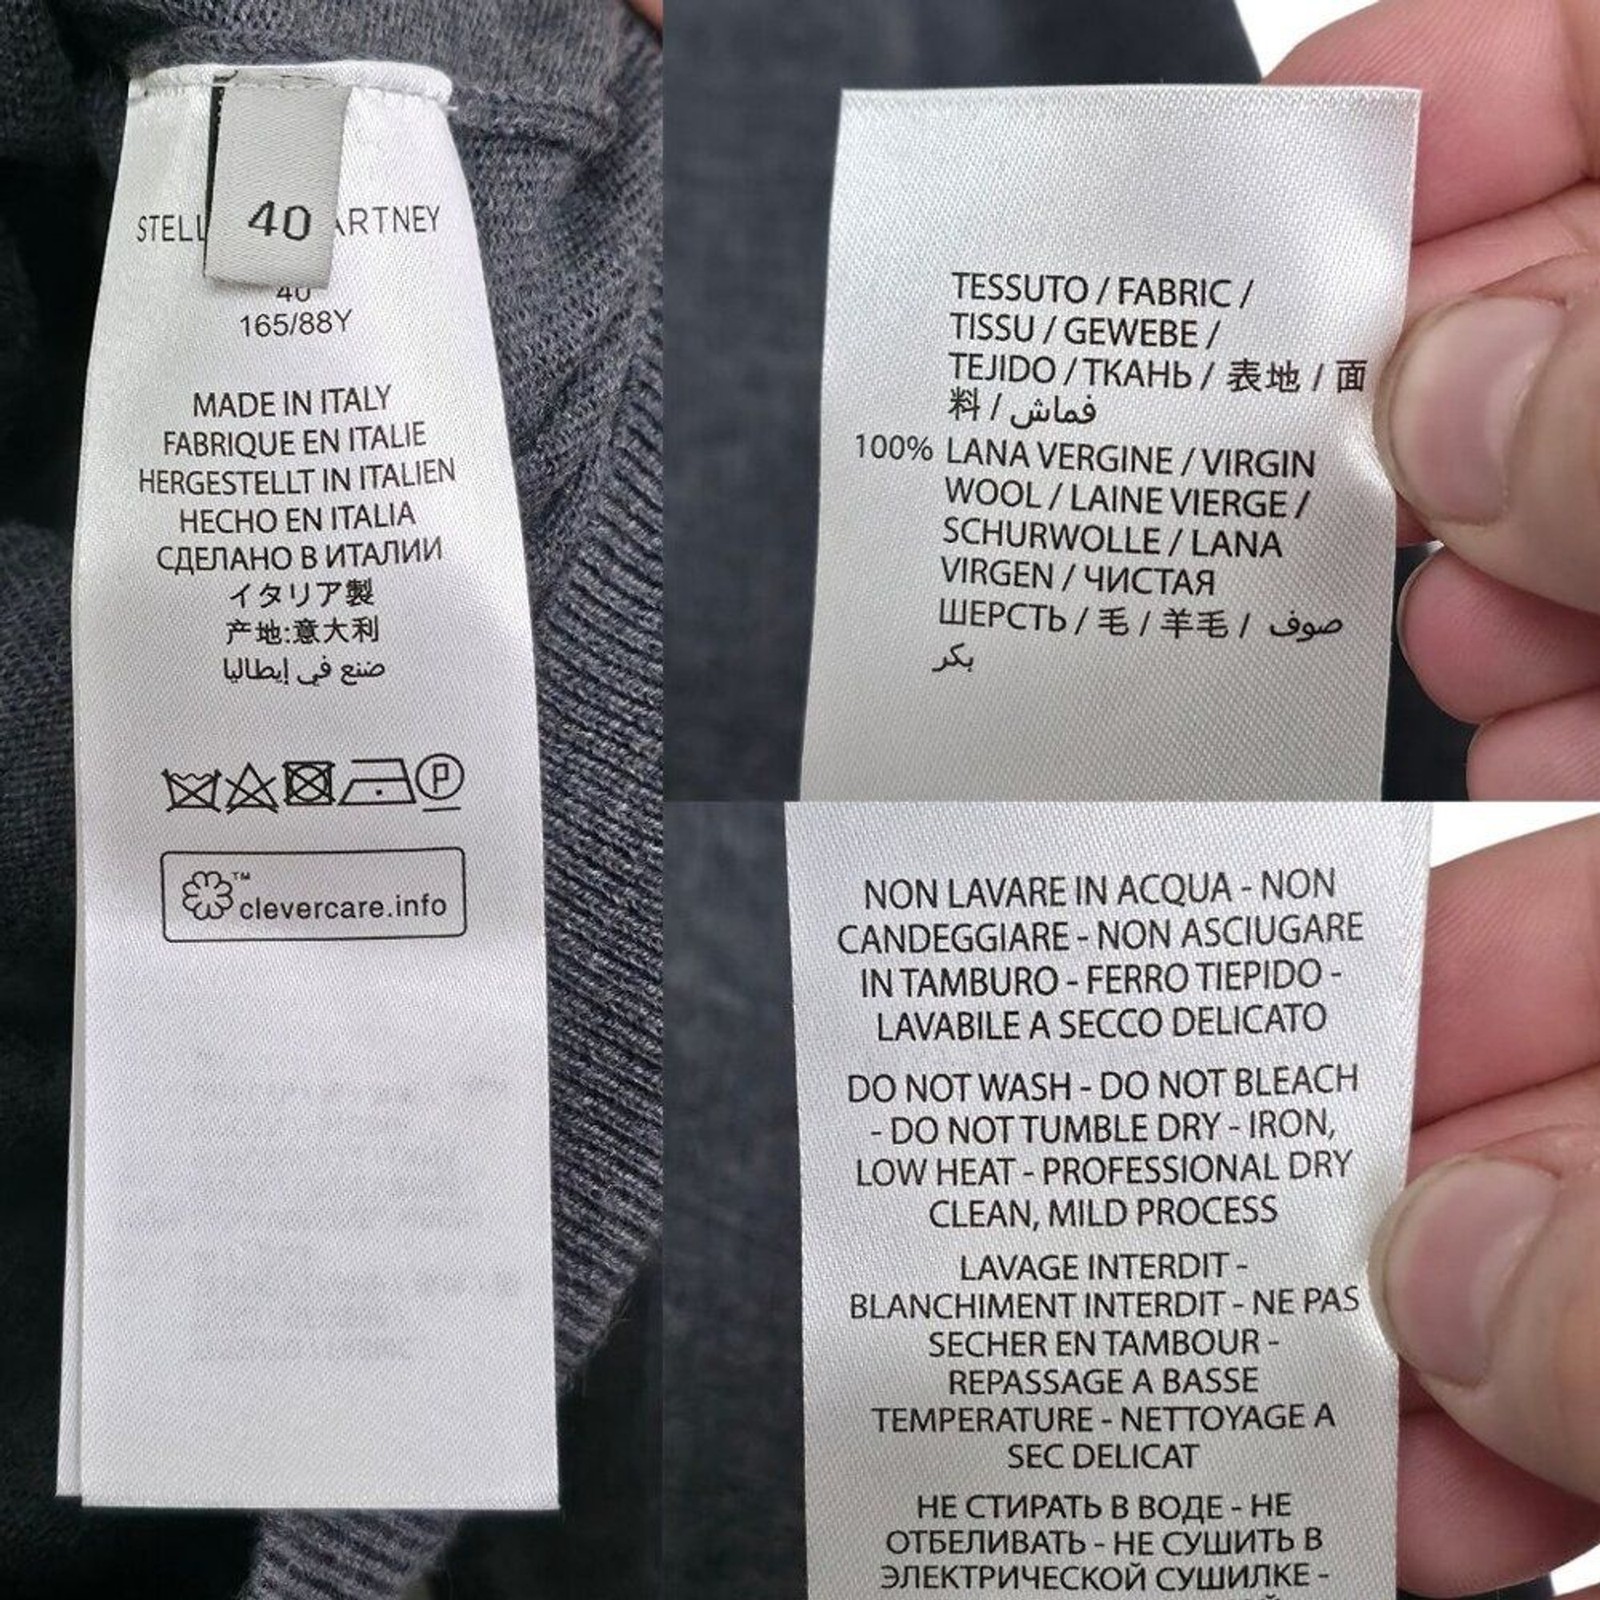 40
STELL ARTNEY
40
165/88Y
MADE IN ITALY
FABRIQUE EN ITALIE
HERGESTELLT IN ITALIEN
HECHO EN ITALIA
СДЕЛАНО В ИТАЛИИ
イタリア製
产地:意大利
صنع في إيطاليا
P
™
clevercare.info
TESSUTO / FABRIC /
TISSU / GEWEBE /
TEJIDO / ТКАНЬ / 表地 / 面
料 / فماش
100% LANA VERGINE / VIRGIN
WOOL / LAINE VIERGE /
SCHURWOLLE / LANA
VIRGEN / ЧИСТАЯ
ШЕРСТЬ / 毛 / 羊毛 / صوف
بكر
NON LAVARE IN ACQUA - NON
CANDEGGIARE - NON ASCIUGARE
IN TAMBURO - FERRO TIEPIDO -
LAVABILE A SECCO DELICATO
DO NOT WASH - DO NOT BLEACH
- DO NOT TUMBLE DRY - IRON,
LOW HEAT - PROFESSIONAL DRY
CLEAN, MILD PROCESS
LAVAGE INTERDIT -
BLANCHIMENT INTERDIT - NE PAS
SECHER EN TAMBOUR -
REPASSAGE A BASSE
TEMPERATURE - NETTOYAGE A
SEC DELICAT
НЕ СТИРАТЬ В ВОДЕ - НЕ
ОТБЕЛИВАТЬ - НЕ СУШИТЬ В
ЭЛЕКТРИЧЕСКОЙ СУШИЛКЕ -